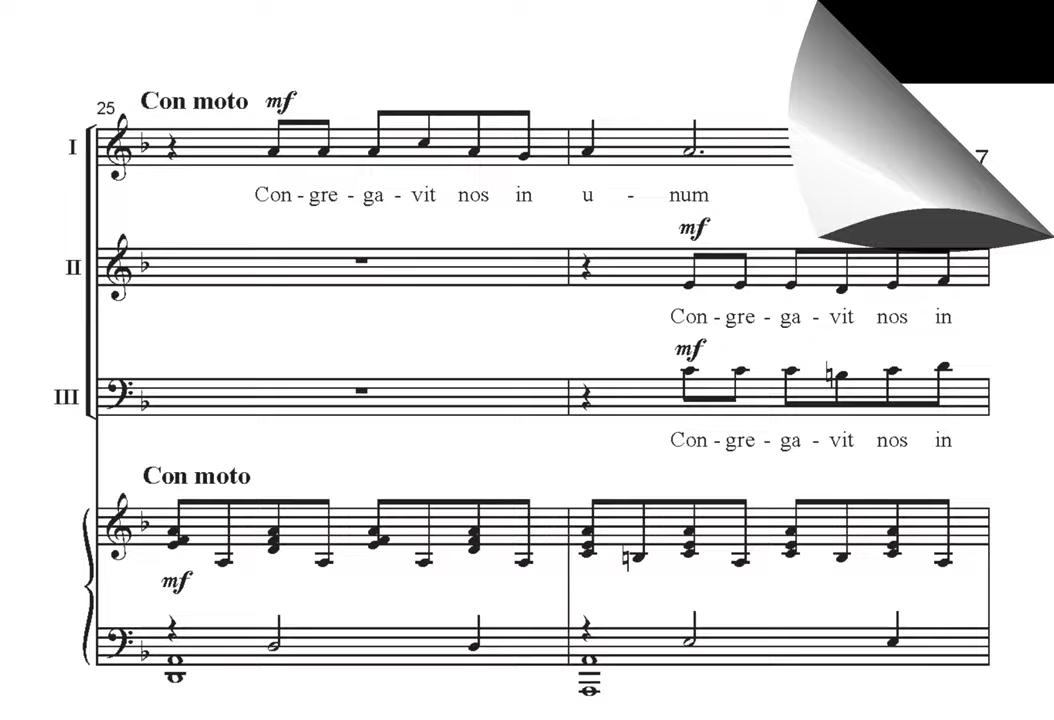 25 Con moto mf
I
Con - gre - ga - vit nos in u - num
7
mf
II
Con - gre - ga - vit nos in
mf
III
Con - gre - ga - vit nos in
Con moto
mf